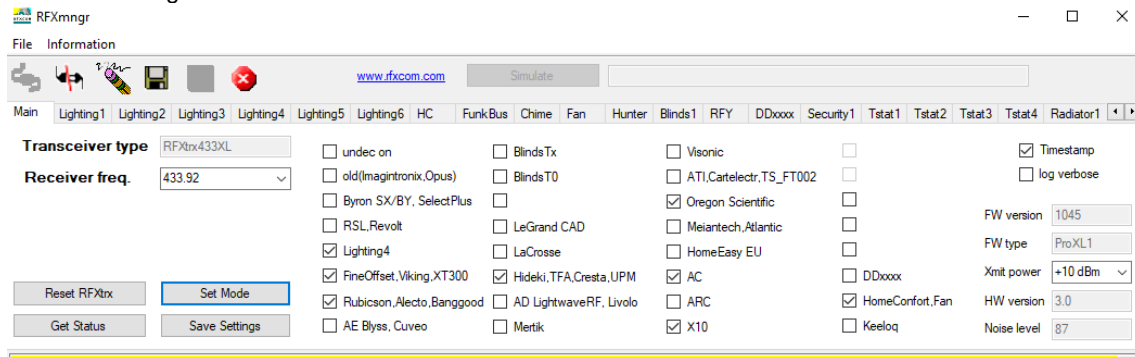 RFXmngr
File Information
www.rfxcom.com Simulate
Main Lighting1 Lighting2 Lighting3 Lighting4 Lighting5 Lighting6 HC FunkBus Chime Fan Hunter Blinds1 RFY DDxxxx Security1 Tstat1 Tstat2 Tstat3 Tstat4 Radiator1
Transceiver type RFXtrx433XL
Receiver freq. 433.92
Reset RFXtrx Set Mode
Get Status Save Settings
undec on
old(Imagintronix,Opus)
Byron SX/BY, SelectPlus
RSL,Revolt
Lighting4
FineOffset,Viking,XT300
Rubicson,Alecto,Banggood
AE Blyss, Cuveo
BlindsTx
BlindsT0
LeGrand CAD
LaCrosse
Hideki,TFA,Cresta,UPM
AD LightwaveRF, Livolo
Mertik
Visonic
ATI,Cartelectr,TS_FT002
Oregon Scientific
Meiantech,Atlantic
HomeEasy EU
AC
ARC
X10
DDxxxx
HomeConfort,Fan
Keeloq
Timestamp
log verbose
FW version 1045
FW type ProXL1
Xmit power +10 dBm
HW version 3.0
Noise level 87